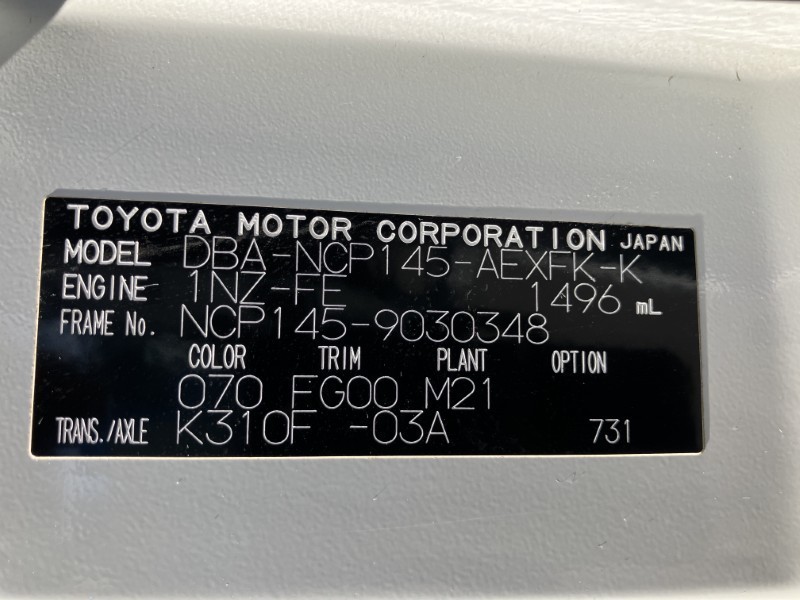 TOYOTA MOTOR CORPORATION JAPAN
MODEL DBA-NCP145-AEXFK-K
ENGINE 1NZ-FE 1496 mL
FRAME No. NCP145-9030348
COLOR TRIM PLANT OPTION
070 FG00 M21
TRANS./AXLE K310F -03A 731